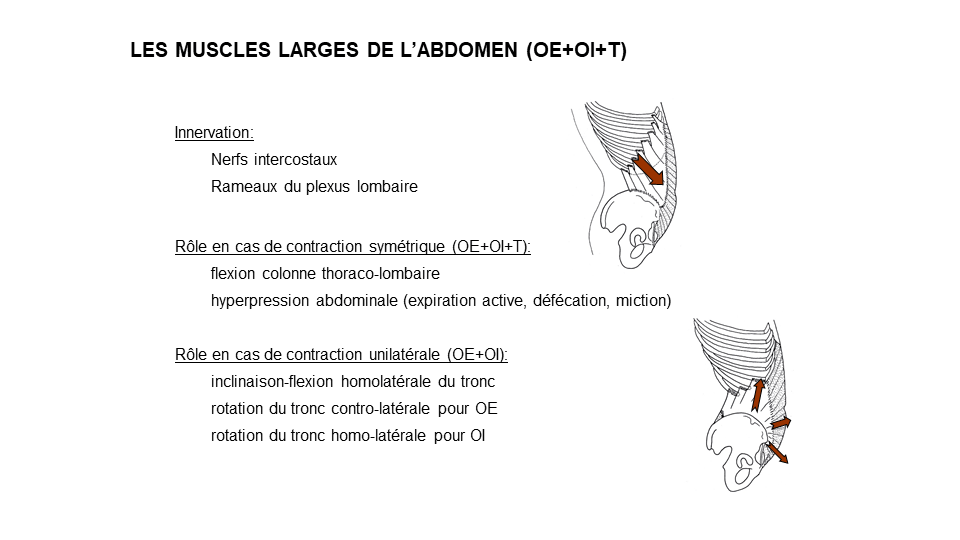 LES MUSCLES LARGES DE L’ABDOMEN (OE+OI+T)
Innervation:
Nerfs intercostaux
Rameaux du plexus lombaire
Rôle en cas de contraction symétrique (OE+OI+T):
flexion colonne thoraco-lombaire
hyperpression abdominale (expiration active, défécation, miction)
Rôle en cas de contraction unilatérale (OE+OI):
inclinaison-flexion homolatérale du tronc
rotation du tronc contro-latérale pour OE
rotation du tronc homo-latérale pour OI